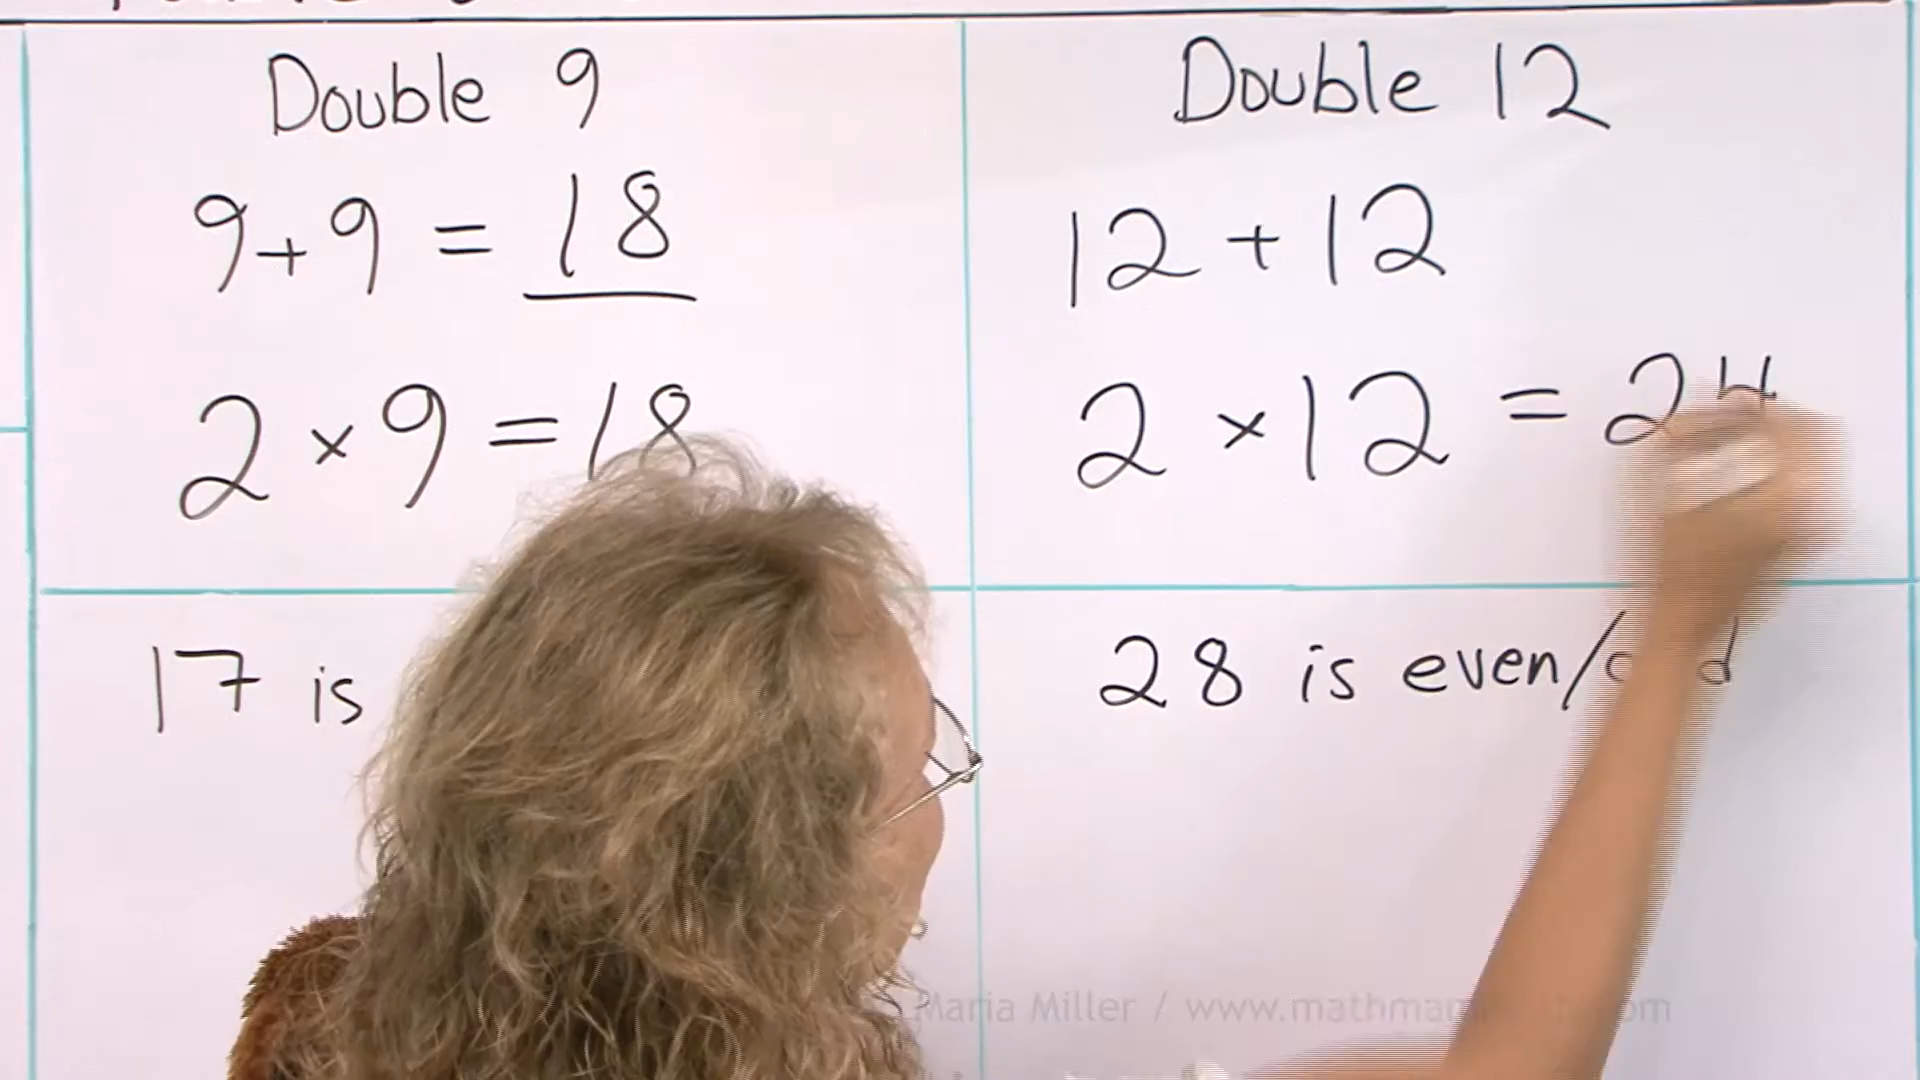 Double 9
9+9 = 18
2 × 9 = 18
Double 12
12 + 12
2 × 12 = 24
17 is
28 is even/odd
Maria Miller / www.mathmammoth.com